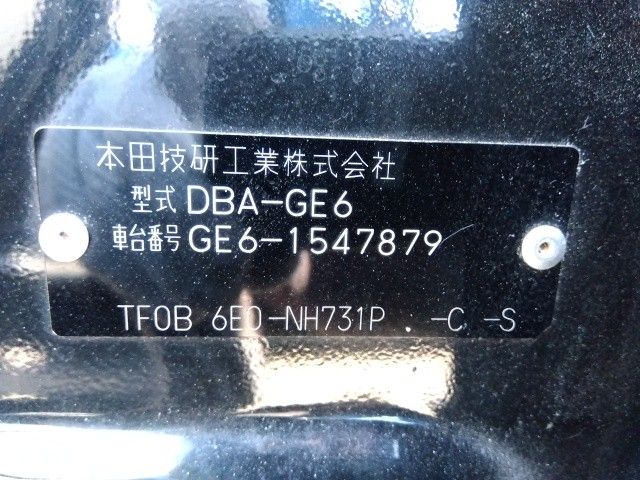 本田技研工業株式会社
型式 DBA-GE6
車台番号 GE6-1547879
TF0B 6E0-NH731P . -C -S